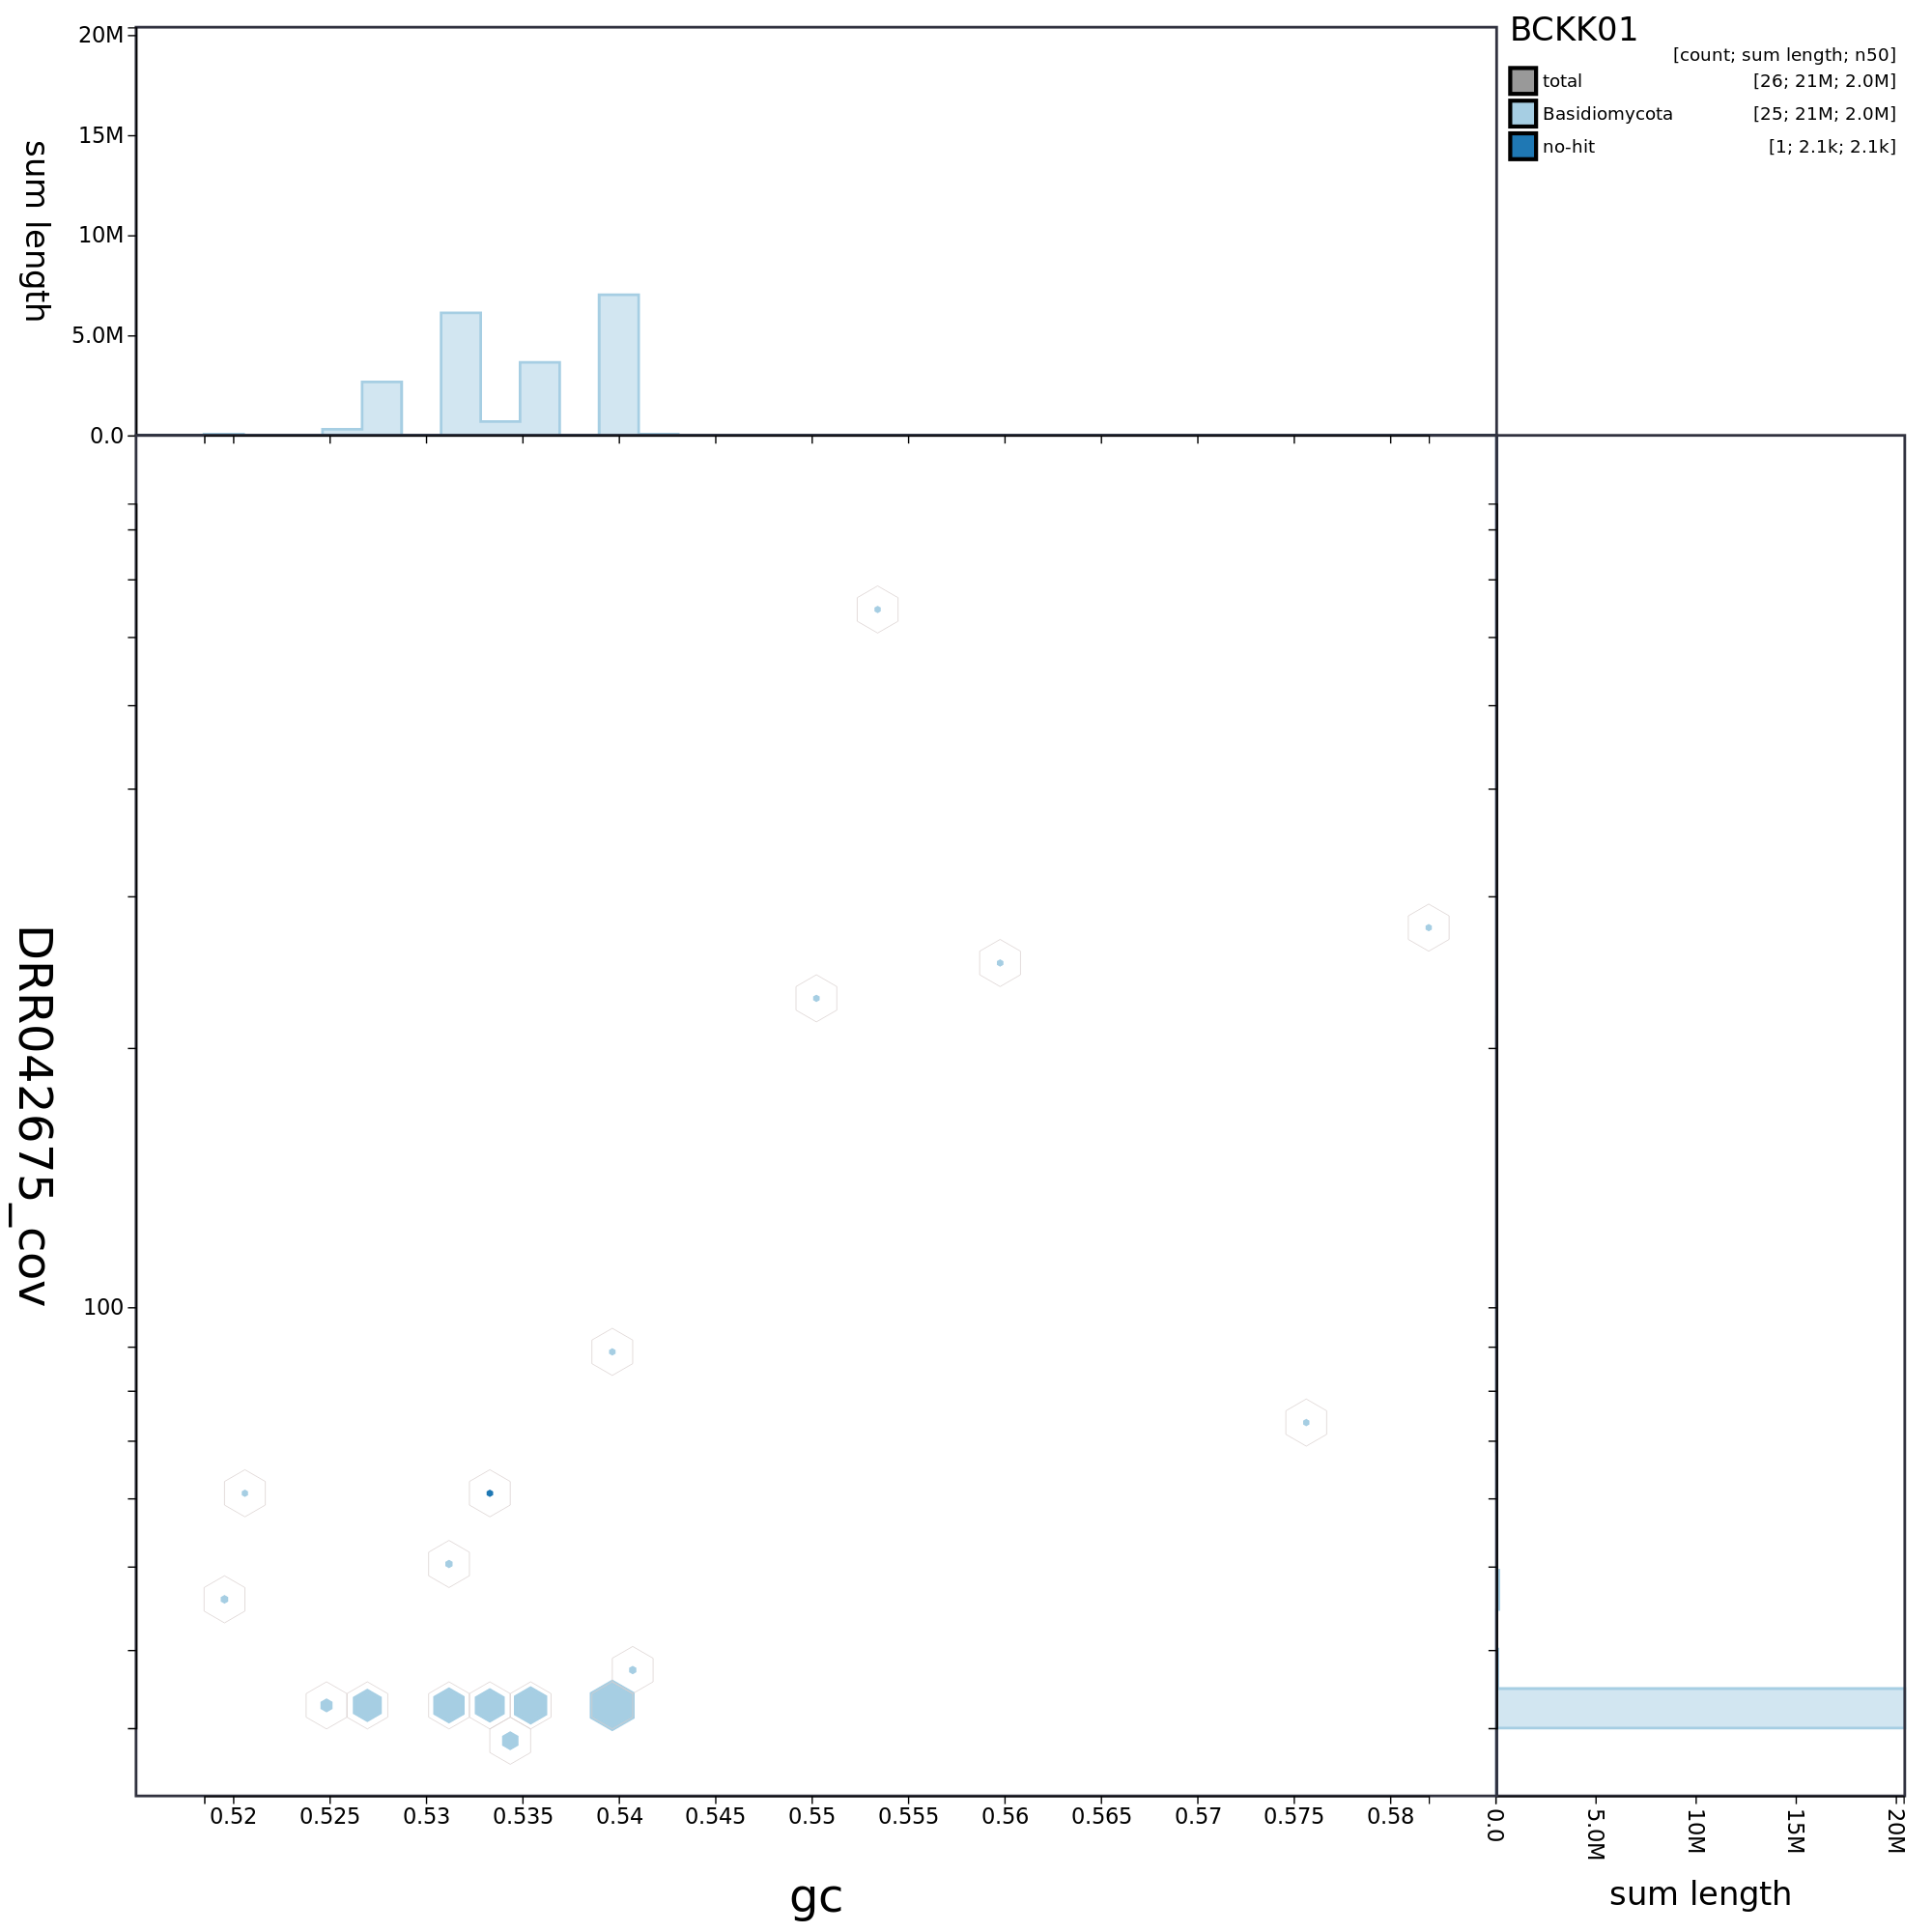 BCKK01
[count; sum length; n50]
total [26; 21M; 2.0M]
Basidiomycota [25; 21M; 2.0M]
no-hit [1; 2.1k; 2.1k]
20M
15M
10M
5.0M
0.0
sum length
100
DRR042675_cov
0.52 0.525 0.53 0.535 0.54 0.545 0.55 0.555 0.56 0.565 0.57 0.575 0.58
gc
0.0 5.0M 10M 15M 20M
sum length